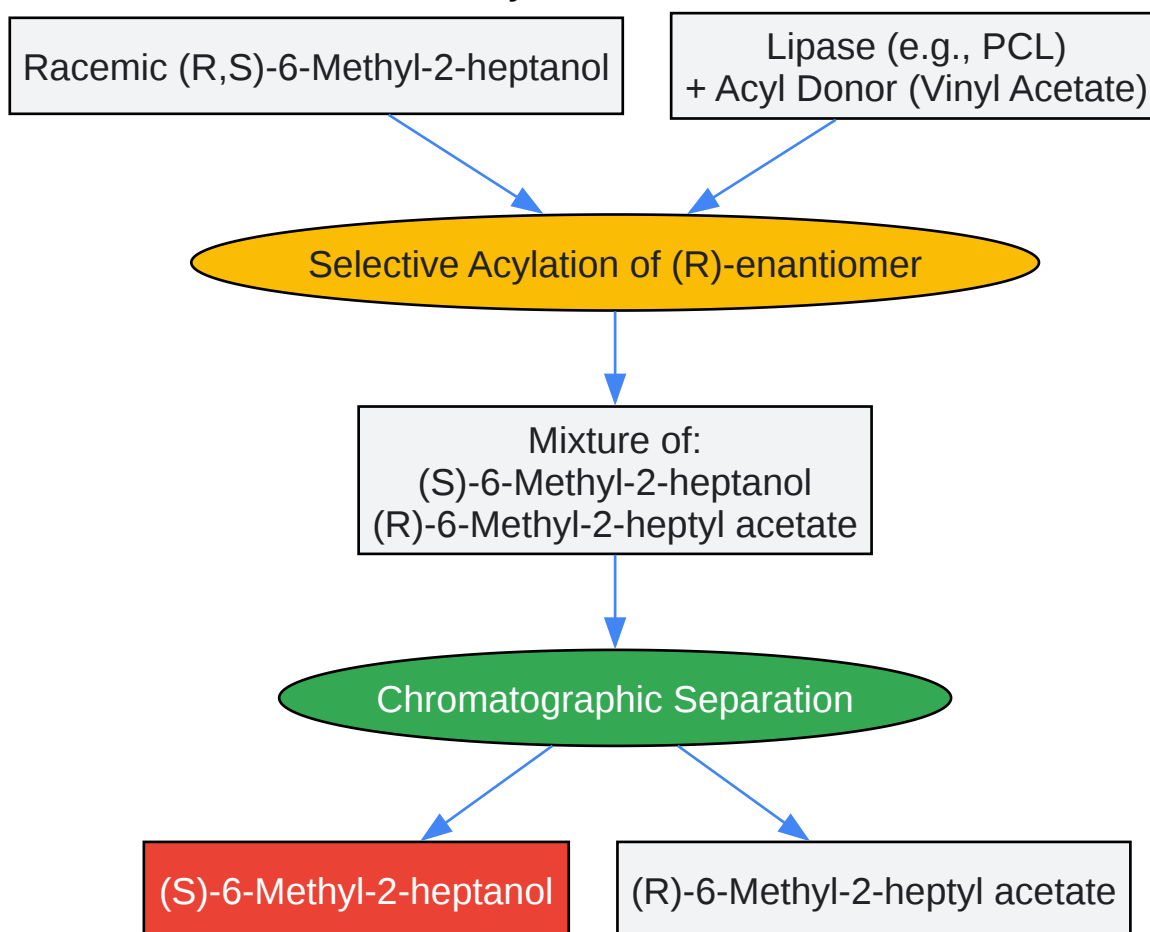 Racemic (R,S)-6-Methyl-2-heptanol
Lipase (e.g., PCL)
+ Acyl Donor (Vinyl Acetate)
Selective Acylation of (R)-enantiomer
Mixture of:
(S)-6-Methyl-2-heptanol
(R)-6-Methyl-2-heptyl acetate
Chromatographic Separation
(S)-6-Methyl-2-heptanol
(R)-6-Methyl-2-heptyl acetate